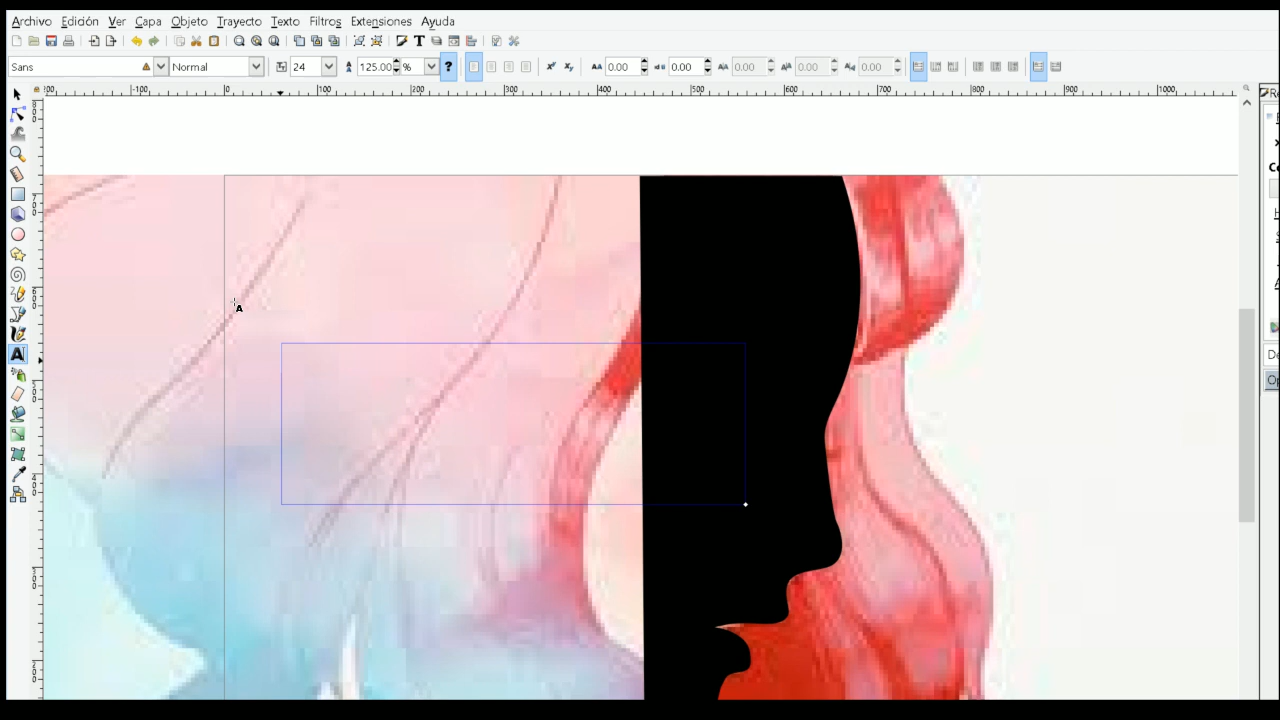 Archivo Edición Ver Capa Objeto Trayecto Texto Filtros Extensiones Ayuda
Sans Normal 24 125.00 % ? 0.00 0.00 0.00 0.00 0.00
-100 0 100 200 300 400 500 600 700 800 900 1000